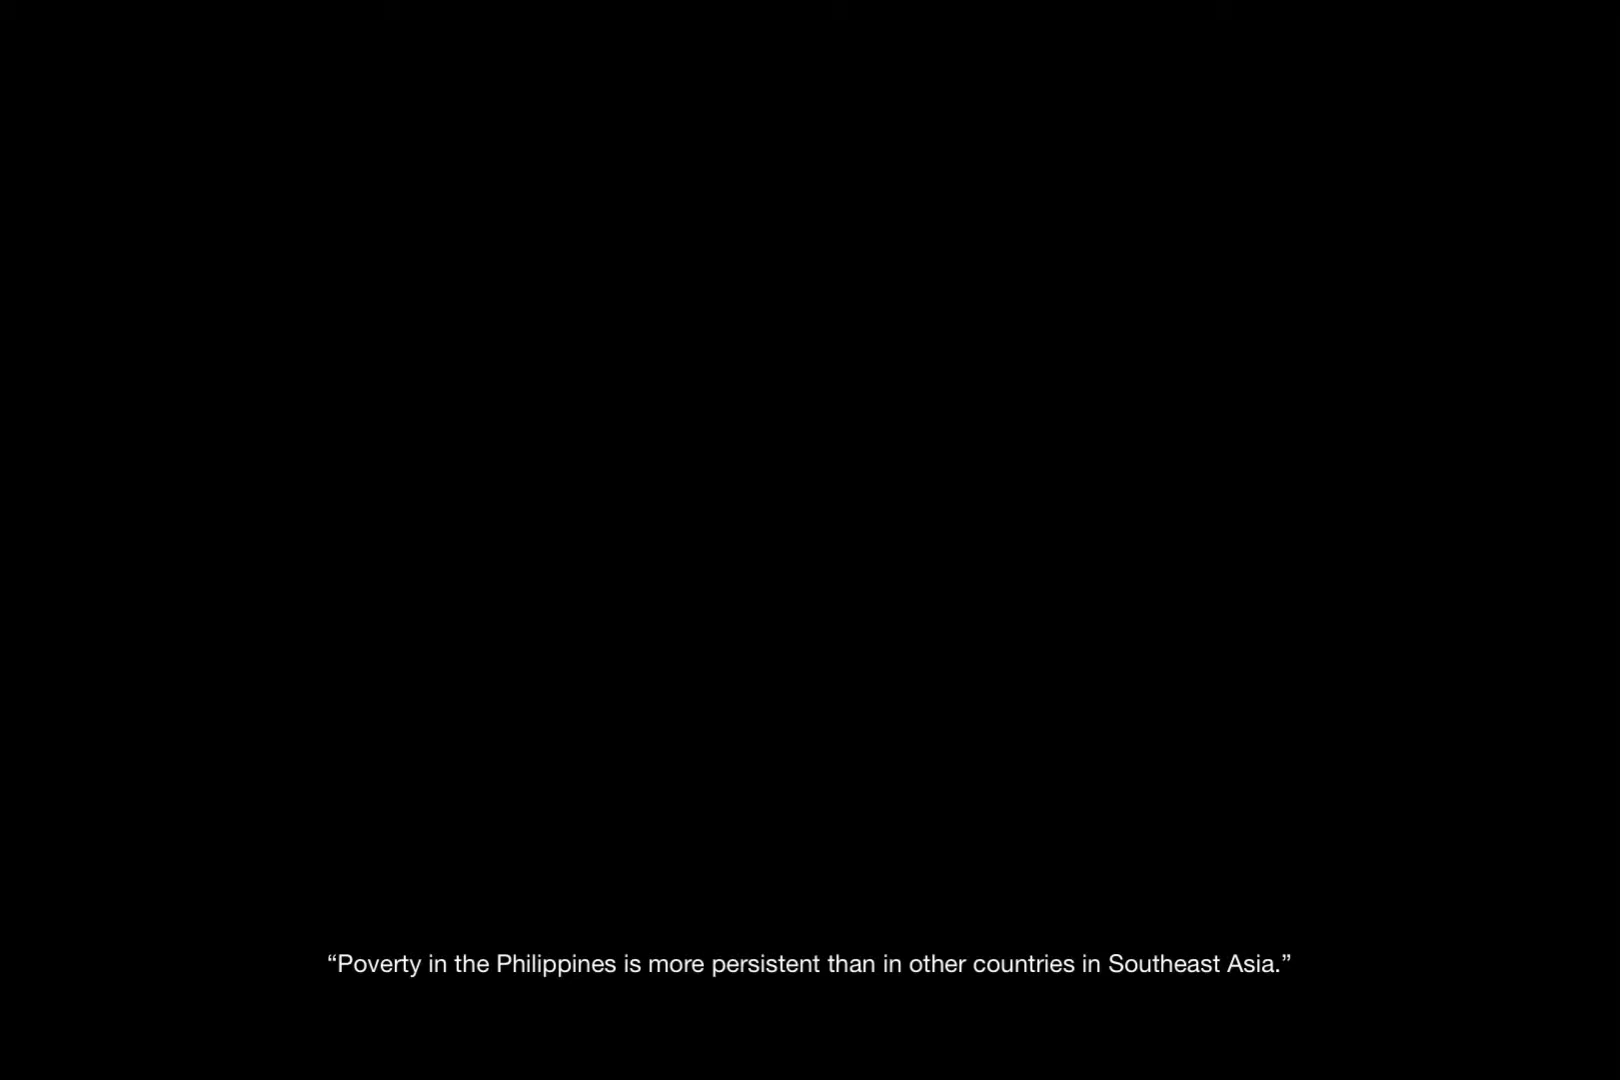 “Poverty in the Philippines is more persistent than in other countries in Southeast Asia.”